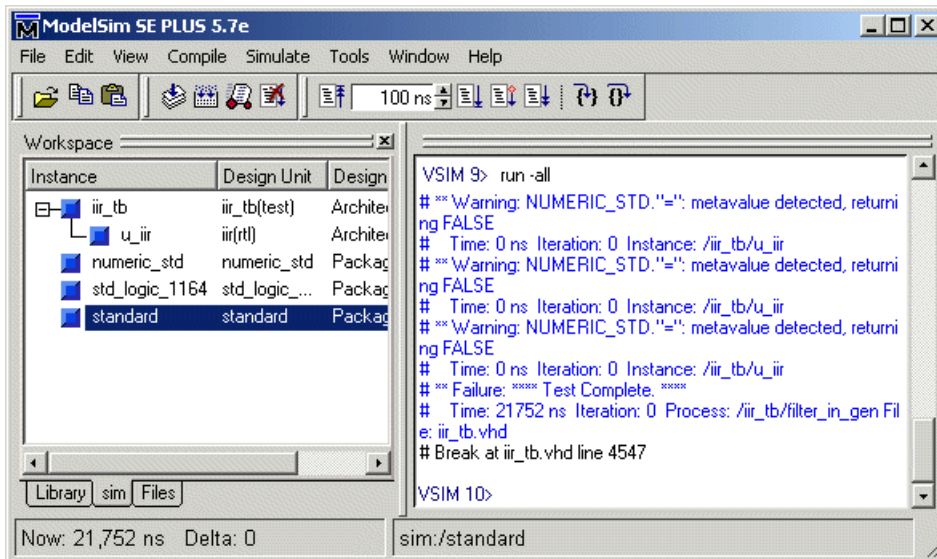 ModelSim SE PLUS 5.7e
File Edit View Compile Simulate Tools Window Help
100 ns
Workspace
Instance Design Unit Design
iir_tb iir_tb(test) Archite
u_iir iir(rtl) Archite
numeric_std numeric_std Packag
std_logic_1164 std_logic_... Packag
standard standard Packag
Library sim Files
VSIM 9> run -all
# ** Warning: NUMERIC_STD."=": metavalue detected, returni
ng FALSE
# Time: 0 ns Iteration: 0 Instance: /iir_tb/u_iir
# ** Warning: NUMERIC_STD."=": metavalue detected, returni
ng FALSE
# Time: 0 ns Iteration: 0 Instance: /iir_tb/u_iir
# ** Warning: NUMERIC_STD."=": metavalue detected, returni
ng FALSE
# Time: 0 ns Iteration: 0 Instance: /iir_tb/u_iir
# ** Failure: **** Test Complete. ****
# Time: 21752 ns Iteration: 0 Process: /iir_tb/filter_in_gen Fil
e: iir_tb.vhd
# Break at iir_tb.vhd line 4547
VSIM 10>
Now: 21,752 ns Delta: 0
sim:/standard